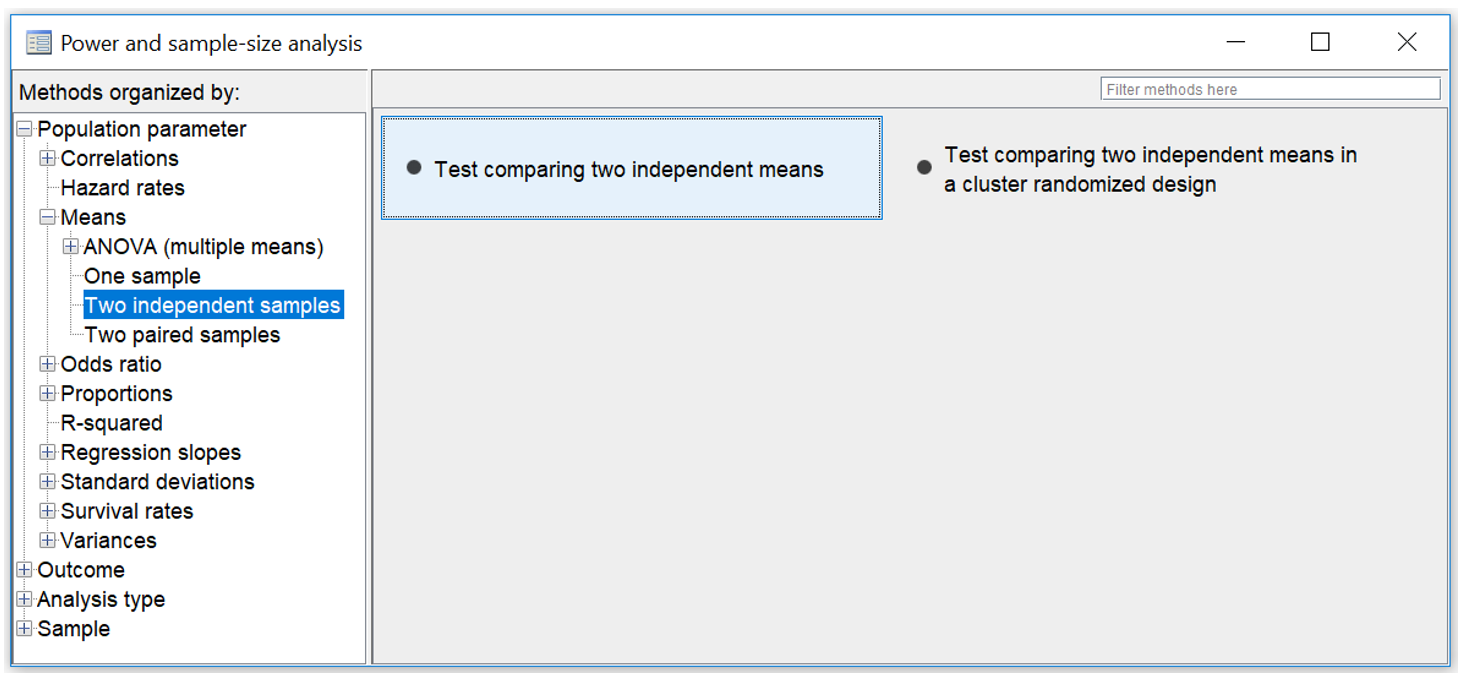 Power and sample-size analysis
Methods organized by:
Filter methods here
Population parameter
Correlations
Hazard rates
Means
ANOVA (multiple means)
One sample
Two independent samples
Two paired samples
Odds ratio
Proportions
R-squared
Regression slopes
Standard deviations
Survival rates
Variances
Outcome
Analysis type
Sample
Test comparing two independent means
Test comparing two independent means in
a cluster randomized design